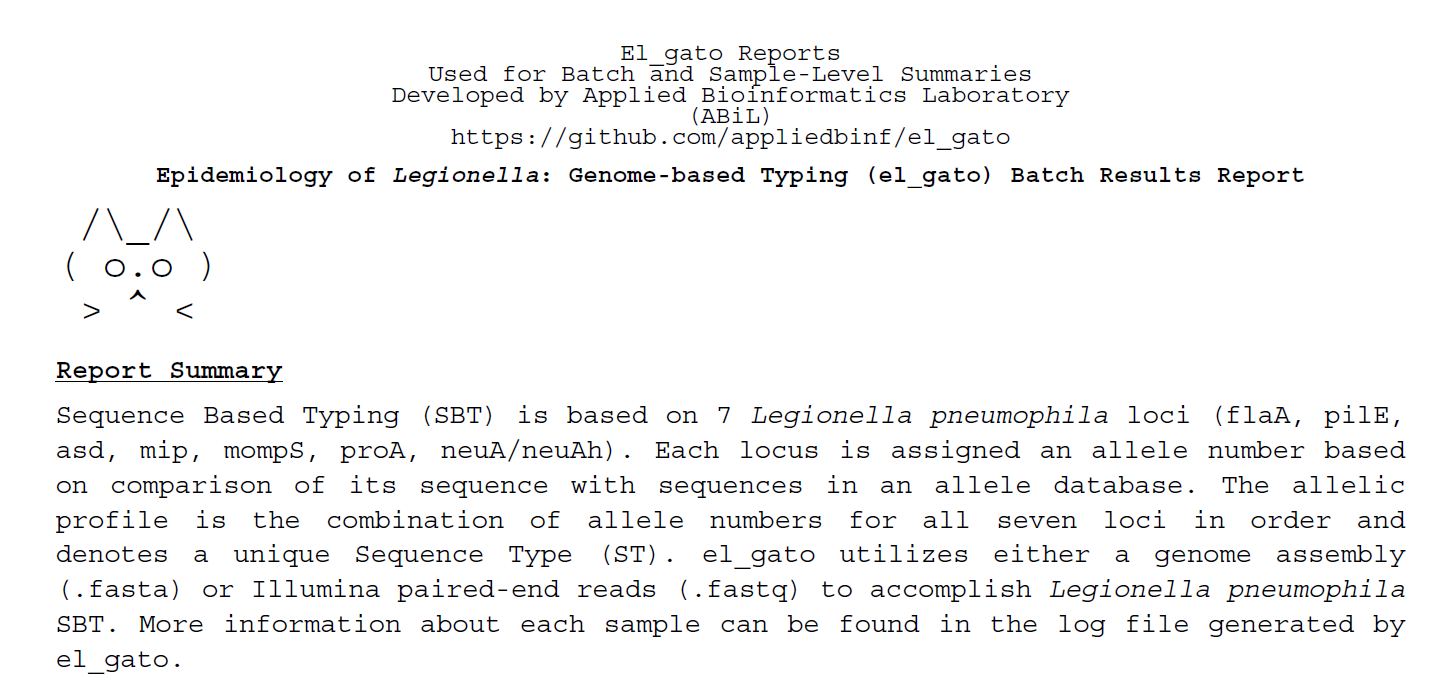 El_gato Reports
Used for Batch and Sample-Level Summaries
Developed by Applied Bioinformatics Laboratory
(ABiL)
https://github.com/appliedbinf/el_gato
Epidemiology of Legionella: Genome-based Typing (el_gato) Batch Results Report
 /\_/\
( o.o )
 > ^ <
Report Summary
Sequence Based Typing (SBT) is based on 7 Legionella pneumophila loci (flaA, pilE,
asd, mip, mompS, proA, neuA/neuAh). Each locus is assigned an allele number based
on comparison of its sequence with sequences in an allele database. The allelic
profile is the combination of allele numbers for all seven loci in order and
denotes a unique Sequence Type (ST). el_gato utilizes either a genome assembly
(.fasta) or Illumina paired-end reads (.fastq) to accomplish Legionella pneumophila
SBT. More information about each sample can be found in the log file generated by
el_gato.